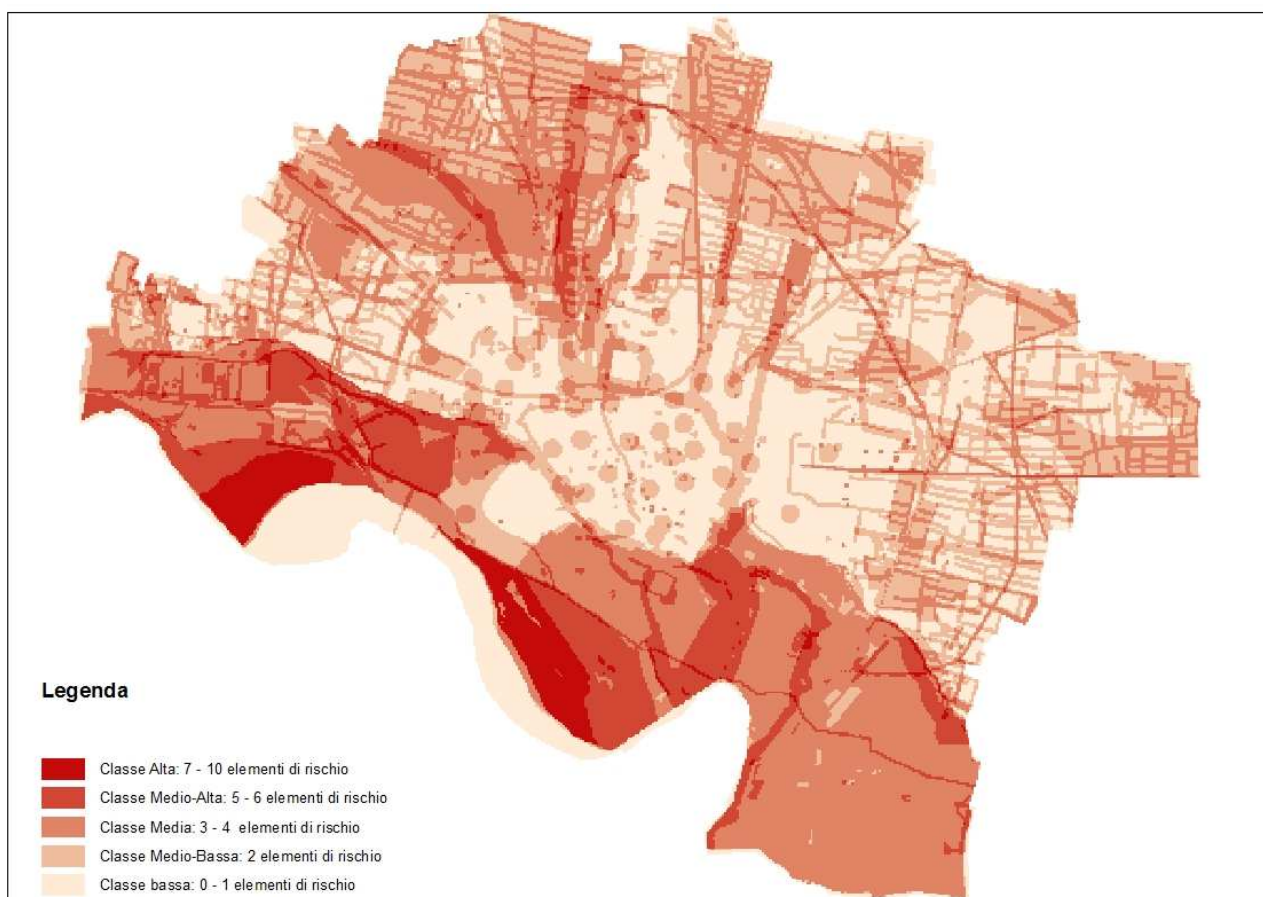 Legenda
Classe Alta: 7 - 10 elementi di rischio
Classe Medio-Alta: 5 - 6 elementi di rischio
Classe Media: 3 - 4 elementi di rischio
Classe Medio-Bassa: 2 elementi di rischio
Classe bassa: 0 - 1 elementi di rischio